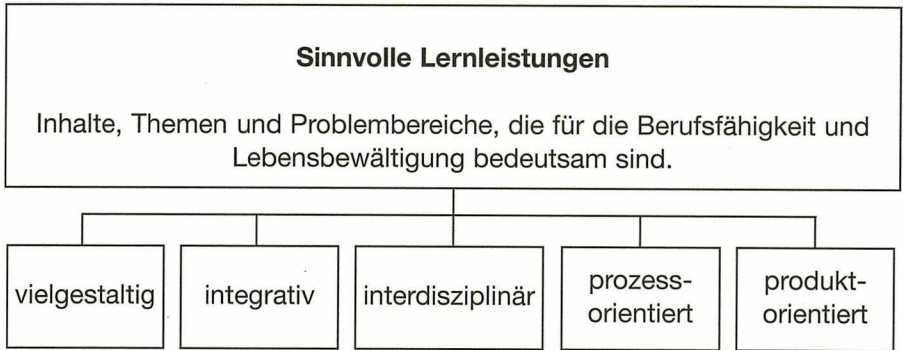 Sinnvolle Lernleistungen
Inhalte, Themen und Problembereiche, die für die Berufsfähigkeit und
Lebensbewältigung bedeutsam sind.
vielgestaltig
integrativ
interdisziplinär
prozess-
orientiert
produkt-
orientiert